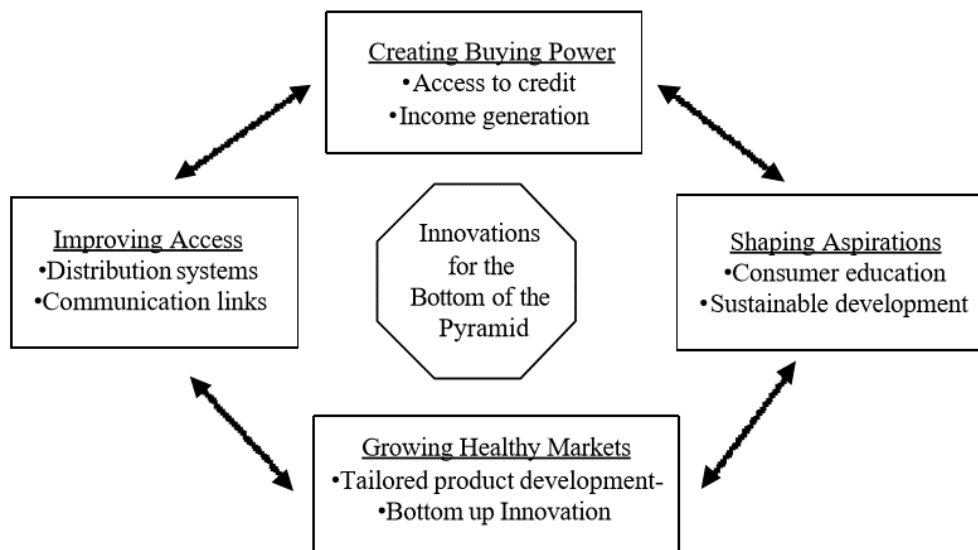 Creating Buying Power
•Access to credit
•Income generation
Improving Access
•Distribution systems
•Communication links
Innovations
for the
Bottom of the
Pyramid
Shaping Aspirations
•Consumer education
•Sustainable development
Growing Healthy Markets
•Tailored product development-
•Bottom up Innovation